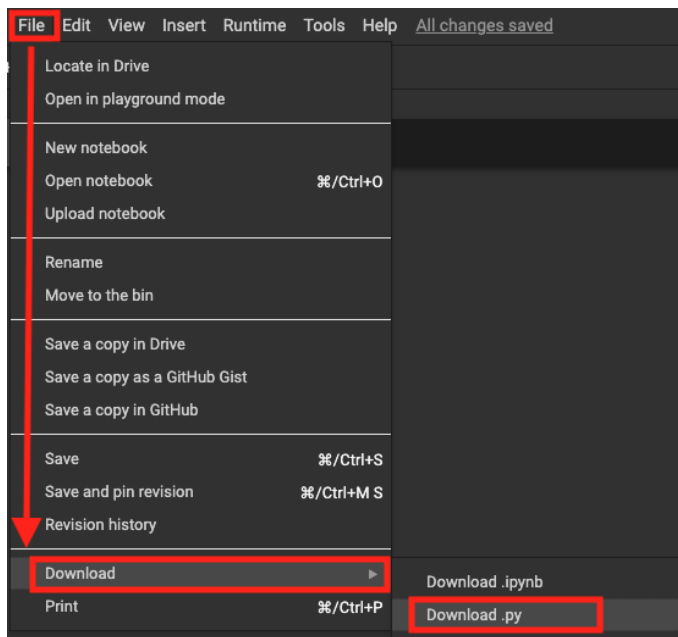 File Edit View Insert Runtime Tools Help All changes saved
Locate in Drive
Open in playground mode
New notebook
Open notebook ⌘/Ctrl+O
Upload notebook
Rename
Move to the bin
Save a copy in Drive
Save a copy as a GitHub Gist
Save a copy in GitHub
Save ⌘/Ctrl+S
Save and pin revision ⌘/Ctrl+M S
Revision history
Download ▶
Download .ipynb
Print ⌘/Ctrl+P
Download .py